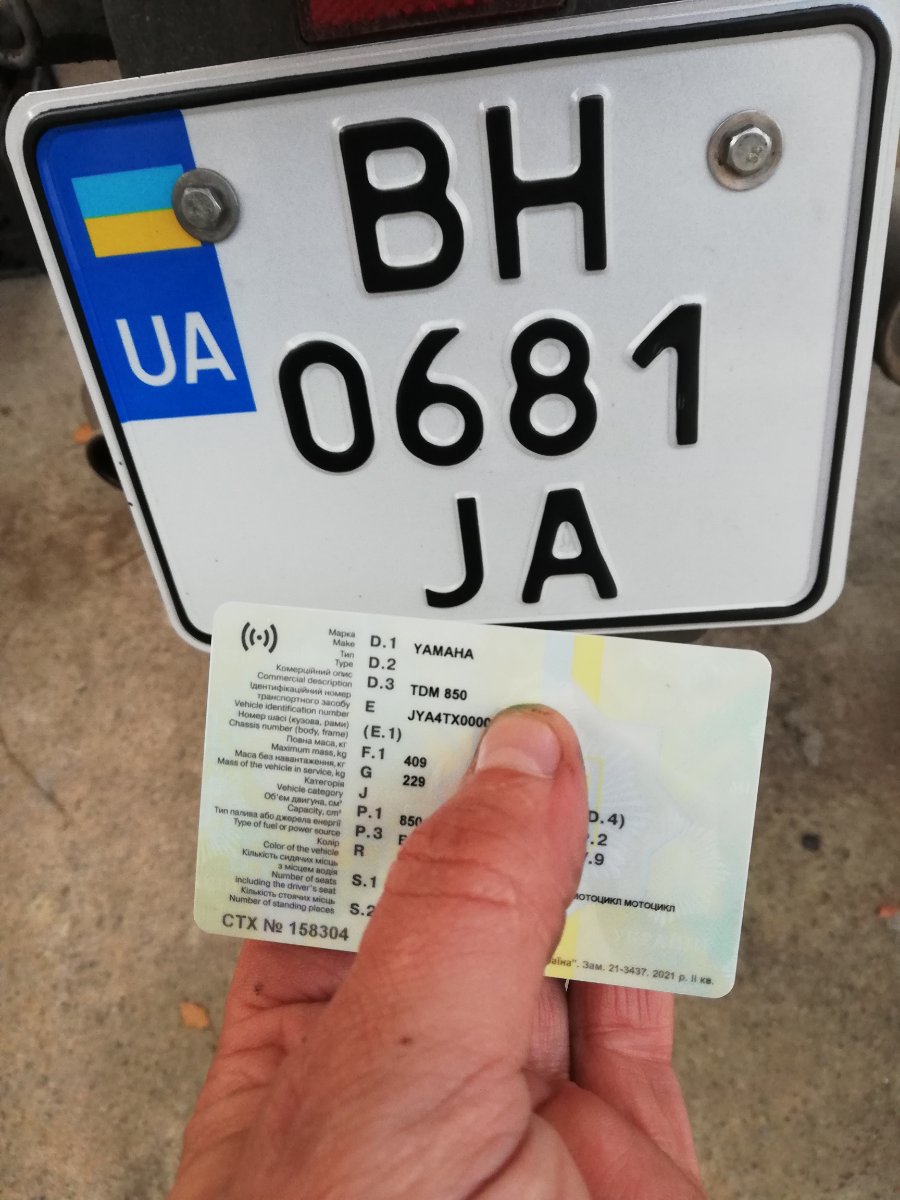 UA
BH
0681
JA
Марка
Make D.1 YAMAHA
Тип
Type D.2
Комерційний опис
Commercial description D.3 TDM 850
Ідентифікаційний номер
транспортного засобу
Vehicle identification number E JYA4TX0000
Номер шасі (кузова, рами)
Chassis number (body, frame) (E.1)
Повна маса, кг
Maximum mass, kg F.1 409
Маса без навантаження, кг
Mass of the vehicle in service, kg G 229
Категорія
Vehicle category J
Об'єм двигуна, см³
Capacity, cm³ P.1 850
Тип палива або джерела енергії
Type of fuel or power source P.3
Колір
Color of the vehicle R
Кількість сидячих місць
з місцем водія
Number of seats
including the driver's seat S.1
Кількість стоячих місць
Number of standing places S.2
D.4)
.2
.9
МОТОЦИКЛ МОТОЦИКЛ
СТХ № 158304
аїна". Зам. 21-3437. 2021 р. II кв.